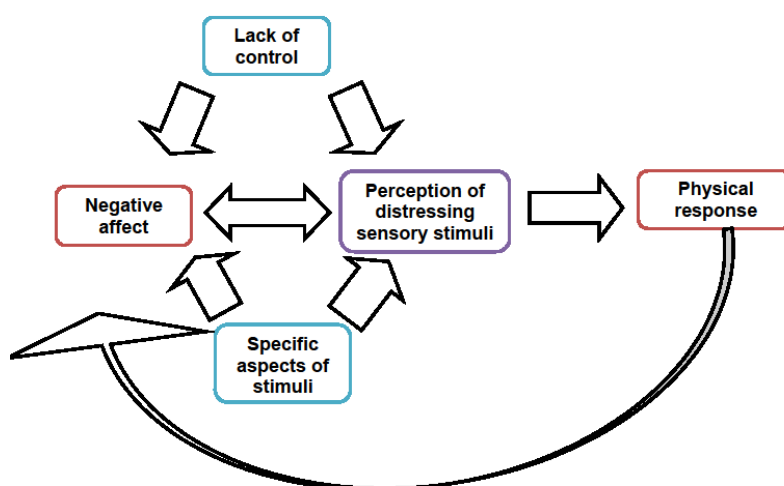 Lack of
control
Negative
affect
Perception of
distressing
sensory stimuli
Physical
response
Specific
aspects of
stimuli